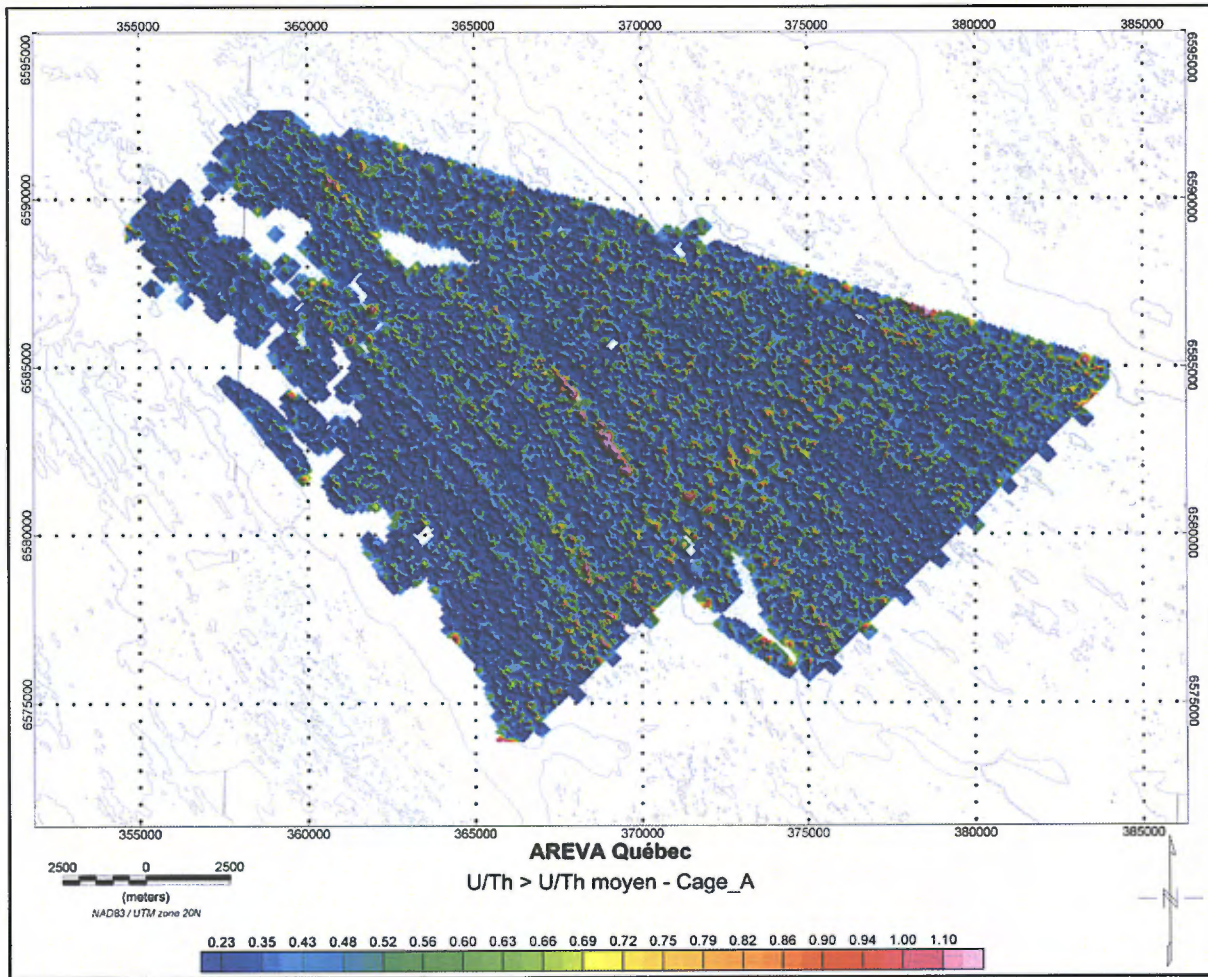 355000 360000 365000 370000 375000 380000 385000
6595000
6595000
6590000
6590000
6585000
6585000
6580000
6580000
6575000
6575000
355000 360000 365000 370000 375000 380000 385000
AREVA Québec
U/Th > U/Th moyen - Cage_A
2500 0 2500
(meters)
NAD83 / UTM zone 20N
N
0.23 0.35 0.43 0.48 0.52 0.56 0.60 0.63 0.66 0.69 0.72 0.75 0.79 0.82 0.86 0.90 0.94 1.00 1.10